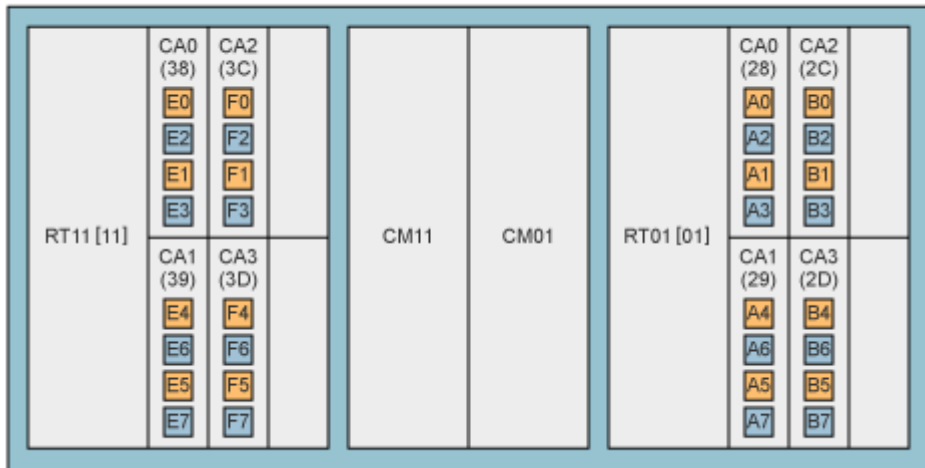 CA0 CA2 CA0 CA2
(38) (3C) (28) (2C)
E0 F0 A0 B0
E2 F2 A2 B2
E1 F1 A1 B1
E3 F3 A3 B3
RT11 [11] CM11 CM01 RT01 [01]
CA1 CA3 CA1 CA3
(39) (3D) (29) (2D)
E4 F4 A4 B4
E6 F6 A6 B6
E5 F5 A5 B5
E7 F7 A7 B7